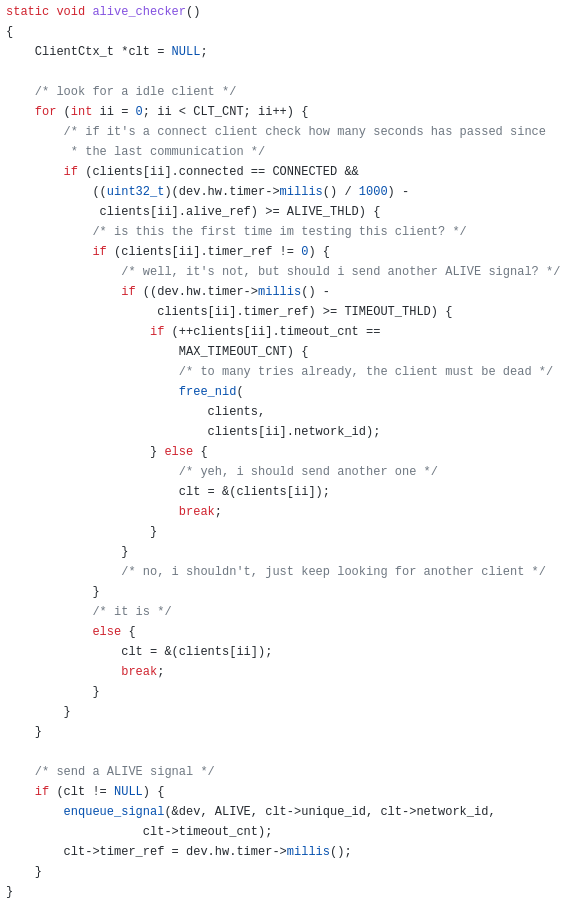 static void alive_checker()
{
    ClientCtx_t *clt = NULL;

    /* look for a idle client */
    for (int ii = 0; ii < CLT_CNT; ii++) {
        /* if it's a connect client check how many seconds has passed since
         * the last communication */
        if (clients[ii].connected == CONNECTED &&
            ((uint32_t)(dev.hw.timer->millis() / 1000) -
             clients[ii].alive_ref) >= ALIVE_THLD) {
            /* is this the first time im testing this client? */
            if (clients[ii].timer_ref != 0) {
                /* well, it's not, but should i send another ALIVE signal? */
                if ((dev.hw.timer->millis() -
                     clients[ii].timer_ref) >= TIMEOUT_THLD) {
                    if (++clients[ii].timeout_cnt ==
                        MAX_TIMEOUT_CNT) {
                        /* to many tries already, the client must be dead */
                        free_nid(
                            clients,
                            clients[ii].network_id);
                    } else {
                        /* yeh, i should send another one */
                        clt = &(clients[ii]);
                        break;
                    }
                }
                /* no, i shouldn't, just keep looking for another client */
            }
            /* it is */
            else {
                clt = &(clients[ii]);
                break;
            }
        }
    }

    /* send a ALIVE signal */
    if (clt != NULL) {
        enqueue_signal(&dev, ALIVE, clt->unique_id, clt->network_id,
                   clt->timeout_cnt);
        clt->timer_ref = dev.hw.timer->millis();
    }
}